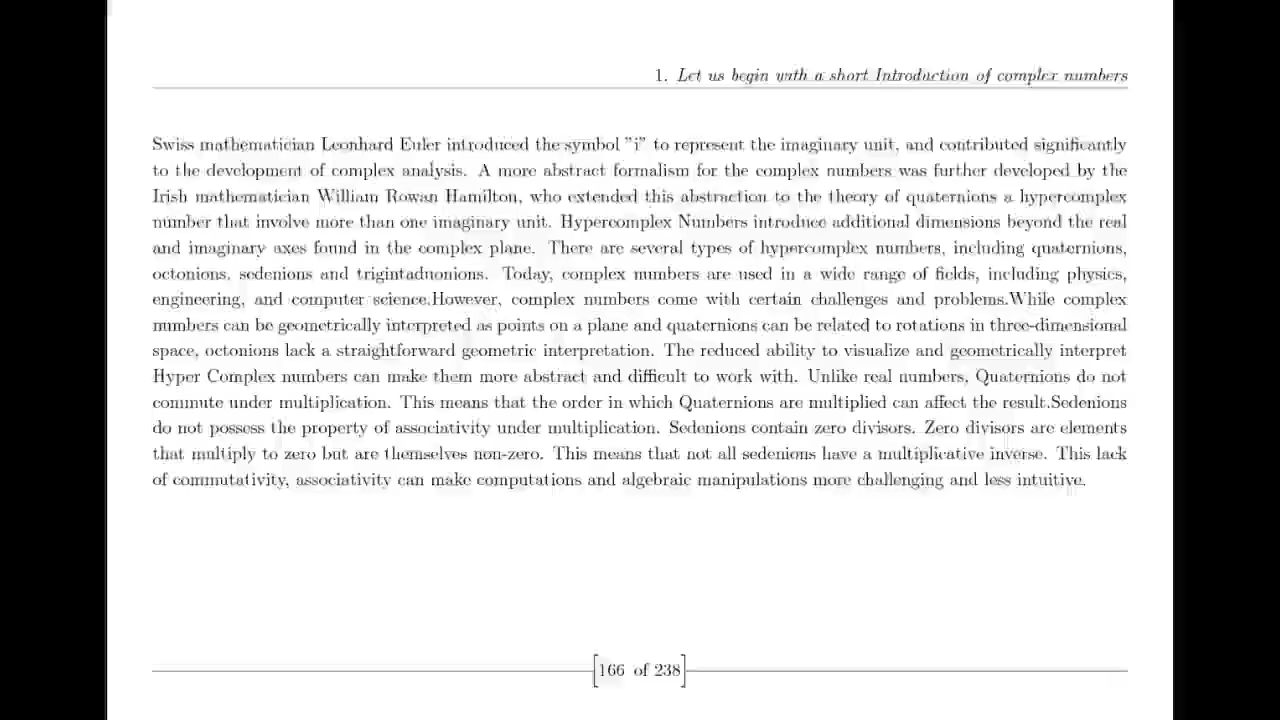 1. Let us begin with a short Introduction of complex numbers
Swiss mathematician Leonhard Euler introduced the symbol "i" to represent the imaginary unit, and contributed significantly
to the development of complex analysis. A more abstract formalism for the complex numbers was further developed by the
Irish mathematician William Rowan Hamilton, who extended this abstraction to the theory of quaternions a hypercomplex
number that involve more than one imaginary unit. Hypercomplex Numbers introduce additional dimensions beyond the real
and imaginary axes found in the complex plane. There are several types of hypercomplex numbers, including quaternions,
octonions, sedenions and trigintaduonions. Today, complex numbers are used in a wide range of fields, including physics,
engineering, and computer science.However, complex numbers come with certain challenges and problems.While complex
numbers can be geometrically interpreted as points on a plane and quaternions can be related to rotations in three-dimensional
space, octonions lack a straightforward geometric interpretation. The reduced ability to visualize and geometrically interpret
Hyper Complex numbers can make them more abstract and difficult to work with. Unlike real numbers, Quaternions do not
commute under multiplication. This means that the order in which Quaternions are multiplied can affect the result.Sedenions
do not possess the property of associativity under multiplication. Sedenions contain zero divisors. Zero divisors are elements
that multiply to zero but are themselves non-zero. This means that not all sedenions have a multiplicative inverse. This lack
of commutativity, associativity can make computations and algebraic manipulations more challenging and less intuitive.
166 of 238